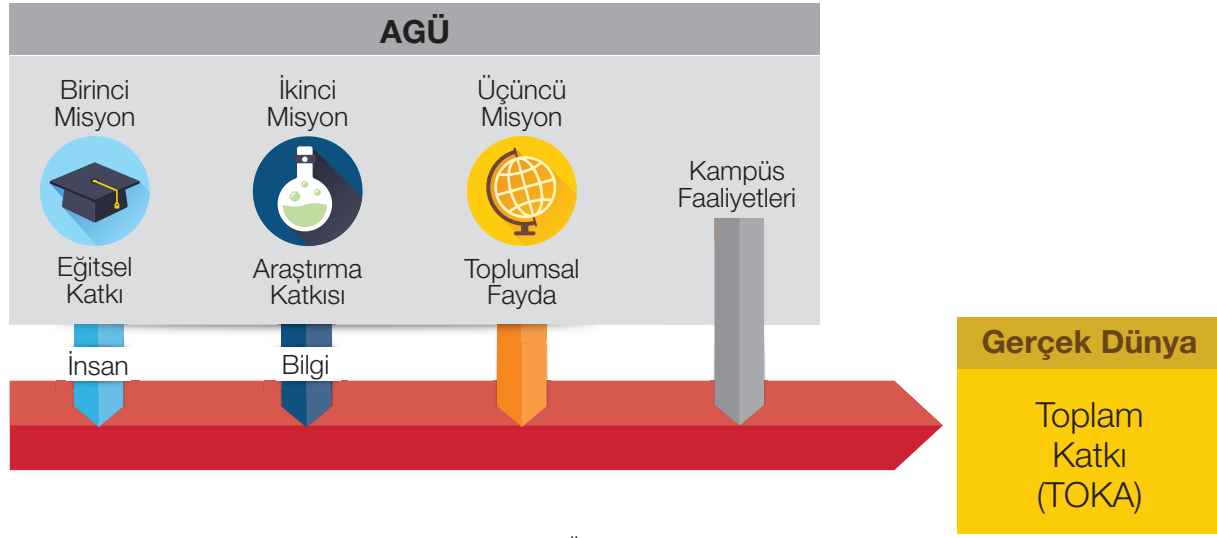 AGÜ
Birinci
Misyon
Eğitsel
Katkı
İnsan
İkinci
Misyon
Araştırma
Katkısı
Bilgi
Üçüncü
Misyon
Toplumsal
Fayda
Kampüs
Faaliyetleri
Gerçek Dünya
Toplam
Katkı
(TOKA)